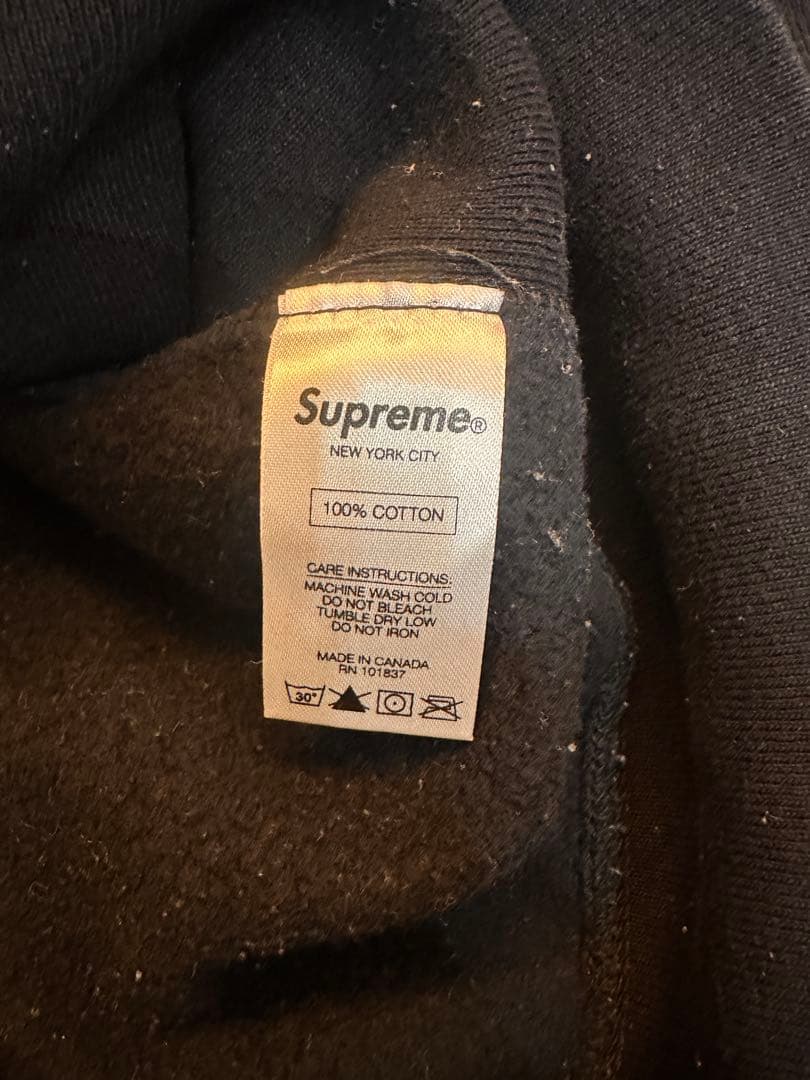 Supreme®
NEW YORK CITY
100% COTTON
CARE INSTRUCTIONS:
MACHINE WASH COLD
DO NOT BLEACH
TUMBLE DRY LOW
DO NOT IRON
MADE IN CANADA
RN 101837
30°